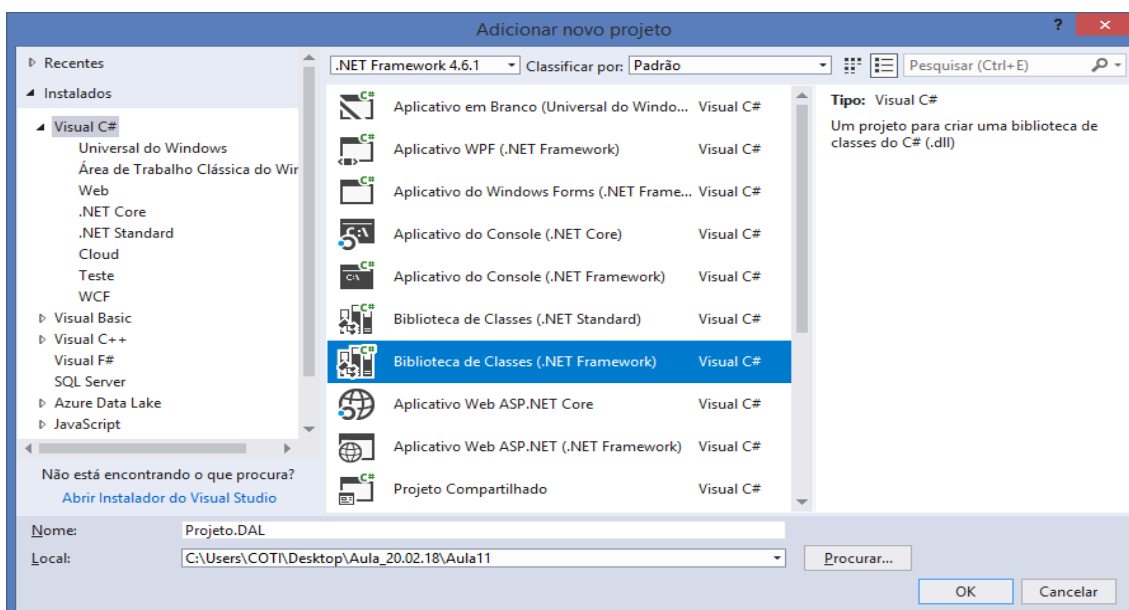 Adicionar novo projeto
?
Recentes
Instalados
Visual C#
Universal do Windows
Área de Trabalho Clássica do Wir
Web
.NET Core
.NET Standard
Cloud
Teste
WCF
Visual Basic
Visual C++
Visual F#
SQL Server
Azure Data Lake
JavaScript
Não está encontrando o que procura?
Abrir Instalador do Visual Studio
.NET Framework 4.6.1 Classificar por: Padrão
Pesquisar (Ctrl+E)
Aplicativo em Branco (Universal do Windo... Visual C#
Aplicativo WPF (.NET Framework) Visual C#
Aplicativo do Windows Forms (.NET Frame... Visual C#
Aplicativo do Console (.NET Core) Visual C#
Aplicativo do Console (.NET Framework) Visual C#
Biblioteca de Classes (.NET Standard) Visual C#
Biblioteca de Classes (.NET Framework) Visual C#
Aplicativo Web ASP.NET Core Visual C#
Aplicativo Web ASP.NET (.NET Framework) Visual C#
Projeto Compartilhado Visual C#
Tipo: Visual C#
Um projeto para criar uma biblioteca de
classes do C# (.dll)
Nome: Projeto.DAL
Local: C:\Users\COTI\Desktop\Aula_20.02.18\Aula11 Procurar...
OK Cancelar